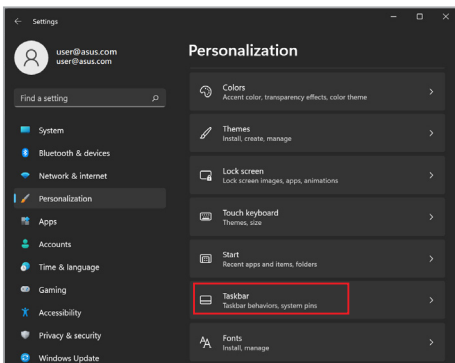 Settings
user@asus.com
user@asus.com
Find a setting
System
Bluetooth & devices
Network & internet
Personalization
Apps
Accounts
Time & language
Gaming
Accessibility
Privacy & security
Windows Update
Personalization
Colors
Accent color, transparency effects, color theme
Themes
Install, create, manage
Lock screen
Lock screen images, apps, animations
Touch keyboard
Themes, size
Start
Recent apps and items, folders
Taskbar
Taskbar behaviors, system pins
Fonts
Install, manage